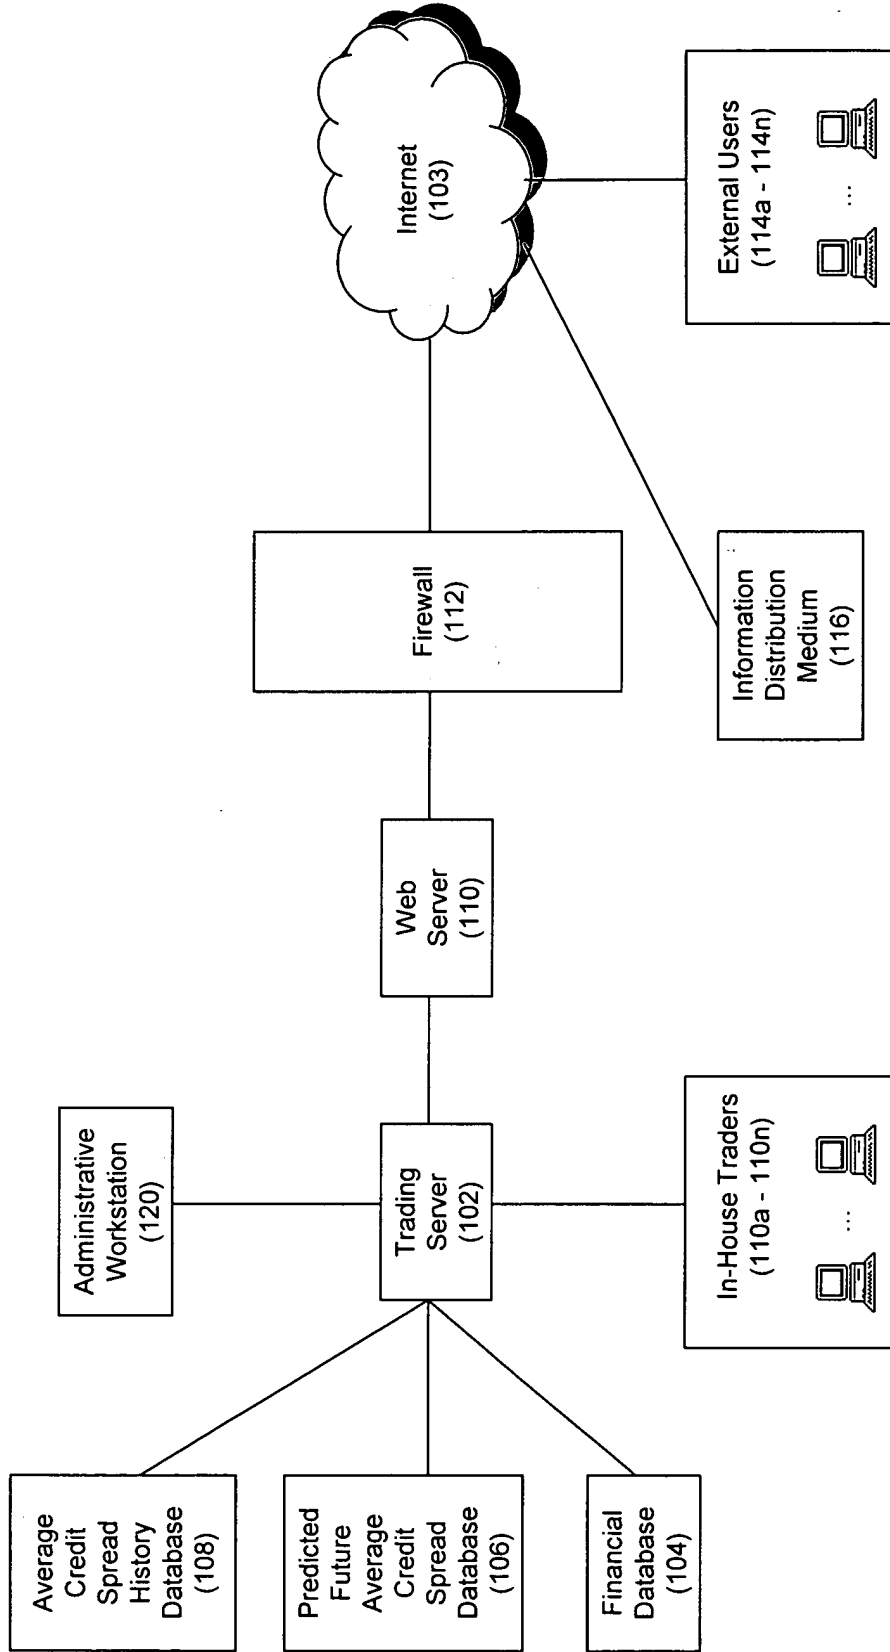 Average
Credit
Spread
History
Database
(108)
Predicted
Future
Average
Credit
Spread
Database
(106)
Financial
Database
(104)
Administrative
Workstation
(120)
Trading
Server
(102)
In-House Traders
(110a - 110n)
...
Web
Server
(110)
Firewall
(112)
Information
Distribution
Medium
(116)
Internet
(103)
External Users
(114a - 114n)
...